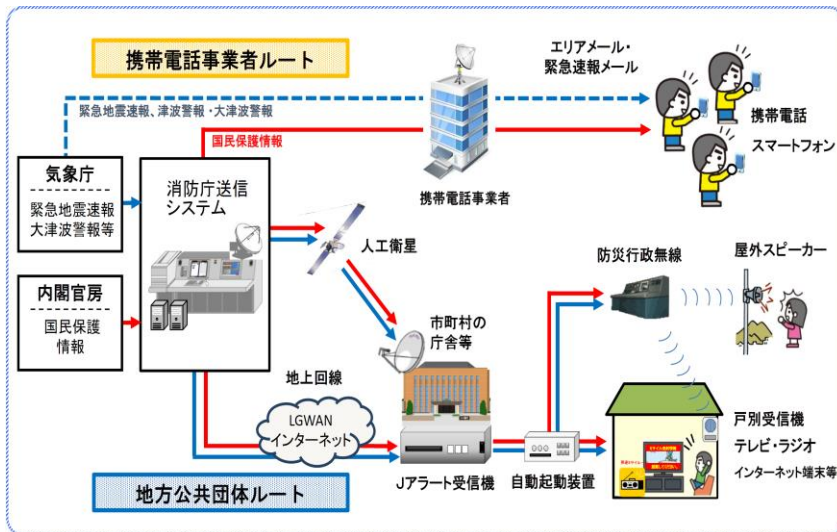 携帯電話事業者ルート
エリアメール・
緊急速報メール
緊急地震速報、津波警報・大津波警報
国民保護情報
携帯電話
スマートフォン
携帯電話事業者
気象庁
緊急地震速報
大津波警報等
消防庁送信
システム
人工衛星
防災行政無線
屋外スピーカー
内閣官房
国民保護
情報
市町村の
庁舎等
地上回線
LGWAN
インターネット
Jアラート受信機
自動起動装置
戸別受信機
テレビ・ラジオ
インターネット端末等
地方公共団体ルート